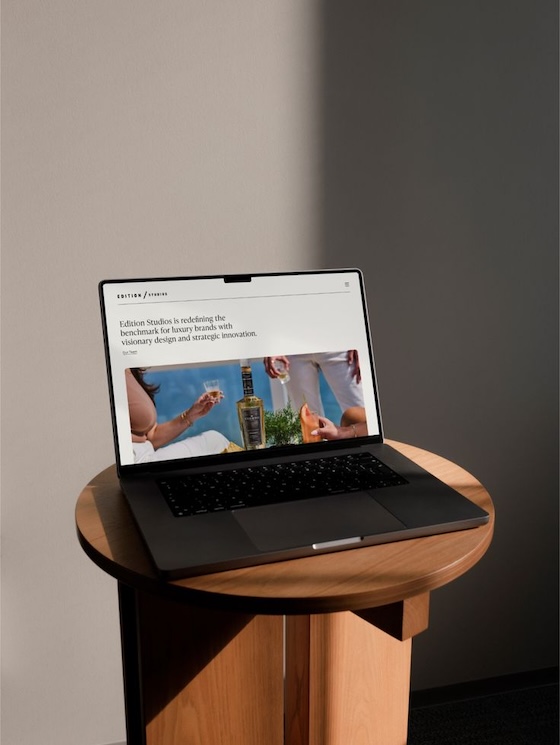 EDITION / STUDIOS
Edition Studios is redefining the
benchmark for luxury brands with
visionary design and strategic innovation.
Our Team